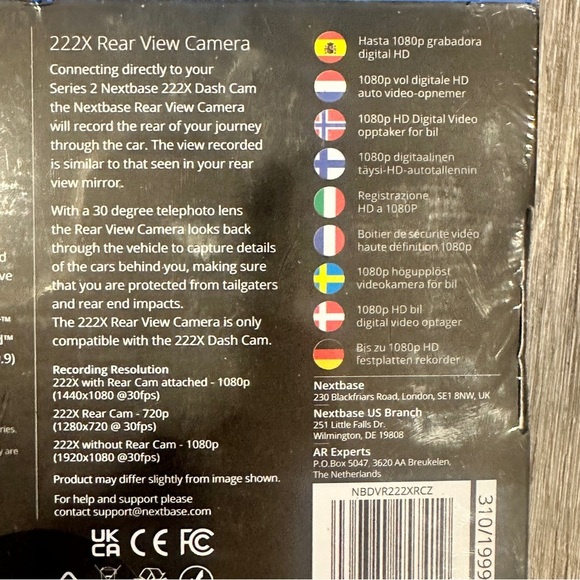 222X Rear View Camera
Connecting directly to your
Series 2 Nextbase 222X Dash Cam
the Nextbase Rear View Camera
will record the rear of your journey
through the car. The view recorded
is similar to that seen in your rear
view mirror.
With a 30 degree telephoto lens
the Rear View Camera looks back
through the vehicle to capture details
of the cars behind you, making sure
that you are protected from tailgaters
and rear end impacts.
The 222X Rear View Camera is only
compatible with the 222X Dash Cam.
Recording Resolution
222X with Rear Cam attached - 1080p
(1440x1080 @30fps)
222X Rear Cam - 720p
(1280x720 @ 30fps)
222X without Rear Cam - 1080p
(1920x1080 @ 30fps)
Product may differ slightly from image shown.
For help and support please
contact support@nextbase.com
UK
CA CE FC
Hasta 1080p grabadora
digital HD
1080p vol digitale HD
auto video-opnemer
1080p HD Digital Video
opptaker for bil
1080p digitaalinen
täysi-HD-autotallennin
Registrazione
HD a 1080P
Boitier de sécurité vidéo
haute définition 1080p
1080p högupplöst
videokamera för bil
1080p HD bil
digital video optager
Bis zu 1080p HD
festplatten rekorder
Nextbase
230 Blackfriars Road, London, SE1 8NW, UK
Nextbase US Branch
251 Little Falls Dr.
Wilmington, DE 19808
AR Experts
P.O.Box 5047, 3620 AA Breukelen,
The Netherlands
NBDVR222XRCZ
310/1999